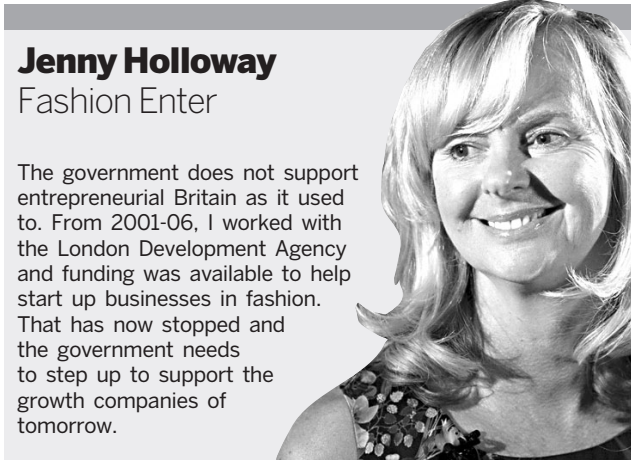 Jenny Holloway
Fashion Enter
The government does not support
entrepreneurial Britain as it used
to. From 2001-06, I worked with
the London Development Agency
and funding was available to help
start up businesses in fashion.
That has now stopped and
the government needs
to step up to support the
growth companies of
tomorrow.